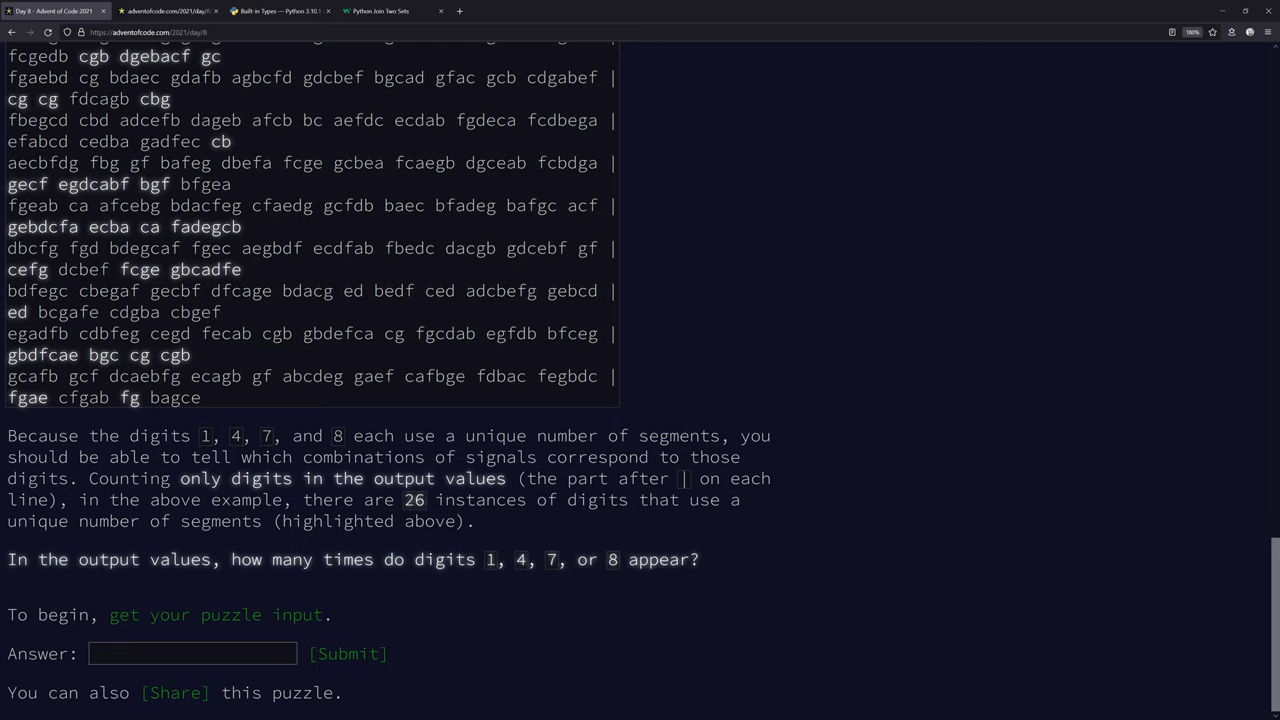 Day 8 - Advent of Code 2021
adventofcode.com/2021/day/8
Built-in Types — Python 3.10.1
Python Join Two Sets
https://adventofcode.com/2021/day/8
180%
fcgedb cgb dgebacf gc
fgaebd cg bdaec gdafb agbcfd gdcbef bgcad gfac gcb cdgabef |
cg cg fdcagb cbg
fbegcd cbd adcefb dageb afcb bc aefdc ecdab fgdeca fcdbega |
efabcd cedba gadfec cb
aecbfdg fbg gf bafeg dbefa fcge gcbea fcaegb dgceab fcbdga |
gecf egdcabf bgf bfgea
fgeab ca afcebg bdacfeg cfaedg gcfdb baec bfadeg bafgc acf |
gebdcfa ecba ca fadegcb
dbcfg fgd bdegcaf fgec aegbdf ecdfab fbedc dacgb gdcebf gf |
cefg dcbef fcge gbcadfe
bdfegc cbegaf gecbf dfcage bdacg ed bedf ced adcbefg gebcd |
ed bcgafe cdgba cbgef
egadfb cdbfeg cegd fecab cgb gbdefca cg fgcdab egfdb bfceg |
gbdfcae bgc cg cgb
gcafb gcf dcaebfg ecagb gf abcdeg gaef cafbge fdbac fegbdc |
fgae cfgab fg bagce
Because the digits 1, 4, 7, and 8 each use a unique number of segments, you
should be able to tell which combinations of signals correspond to those
digits. Counting only digits in the output values (the part after | on each
line), in the above example, there are 26 instances of digits that use a
unique number of segments (highlighted above).
In the output values, how many times do digits 1, 4, 7, or 8 appear?
To begin, get your puzzle input.
Answer: [Submit]
You can also [Share] this puzzle.